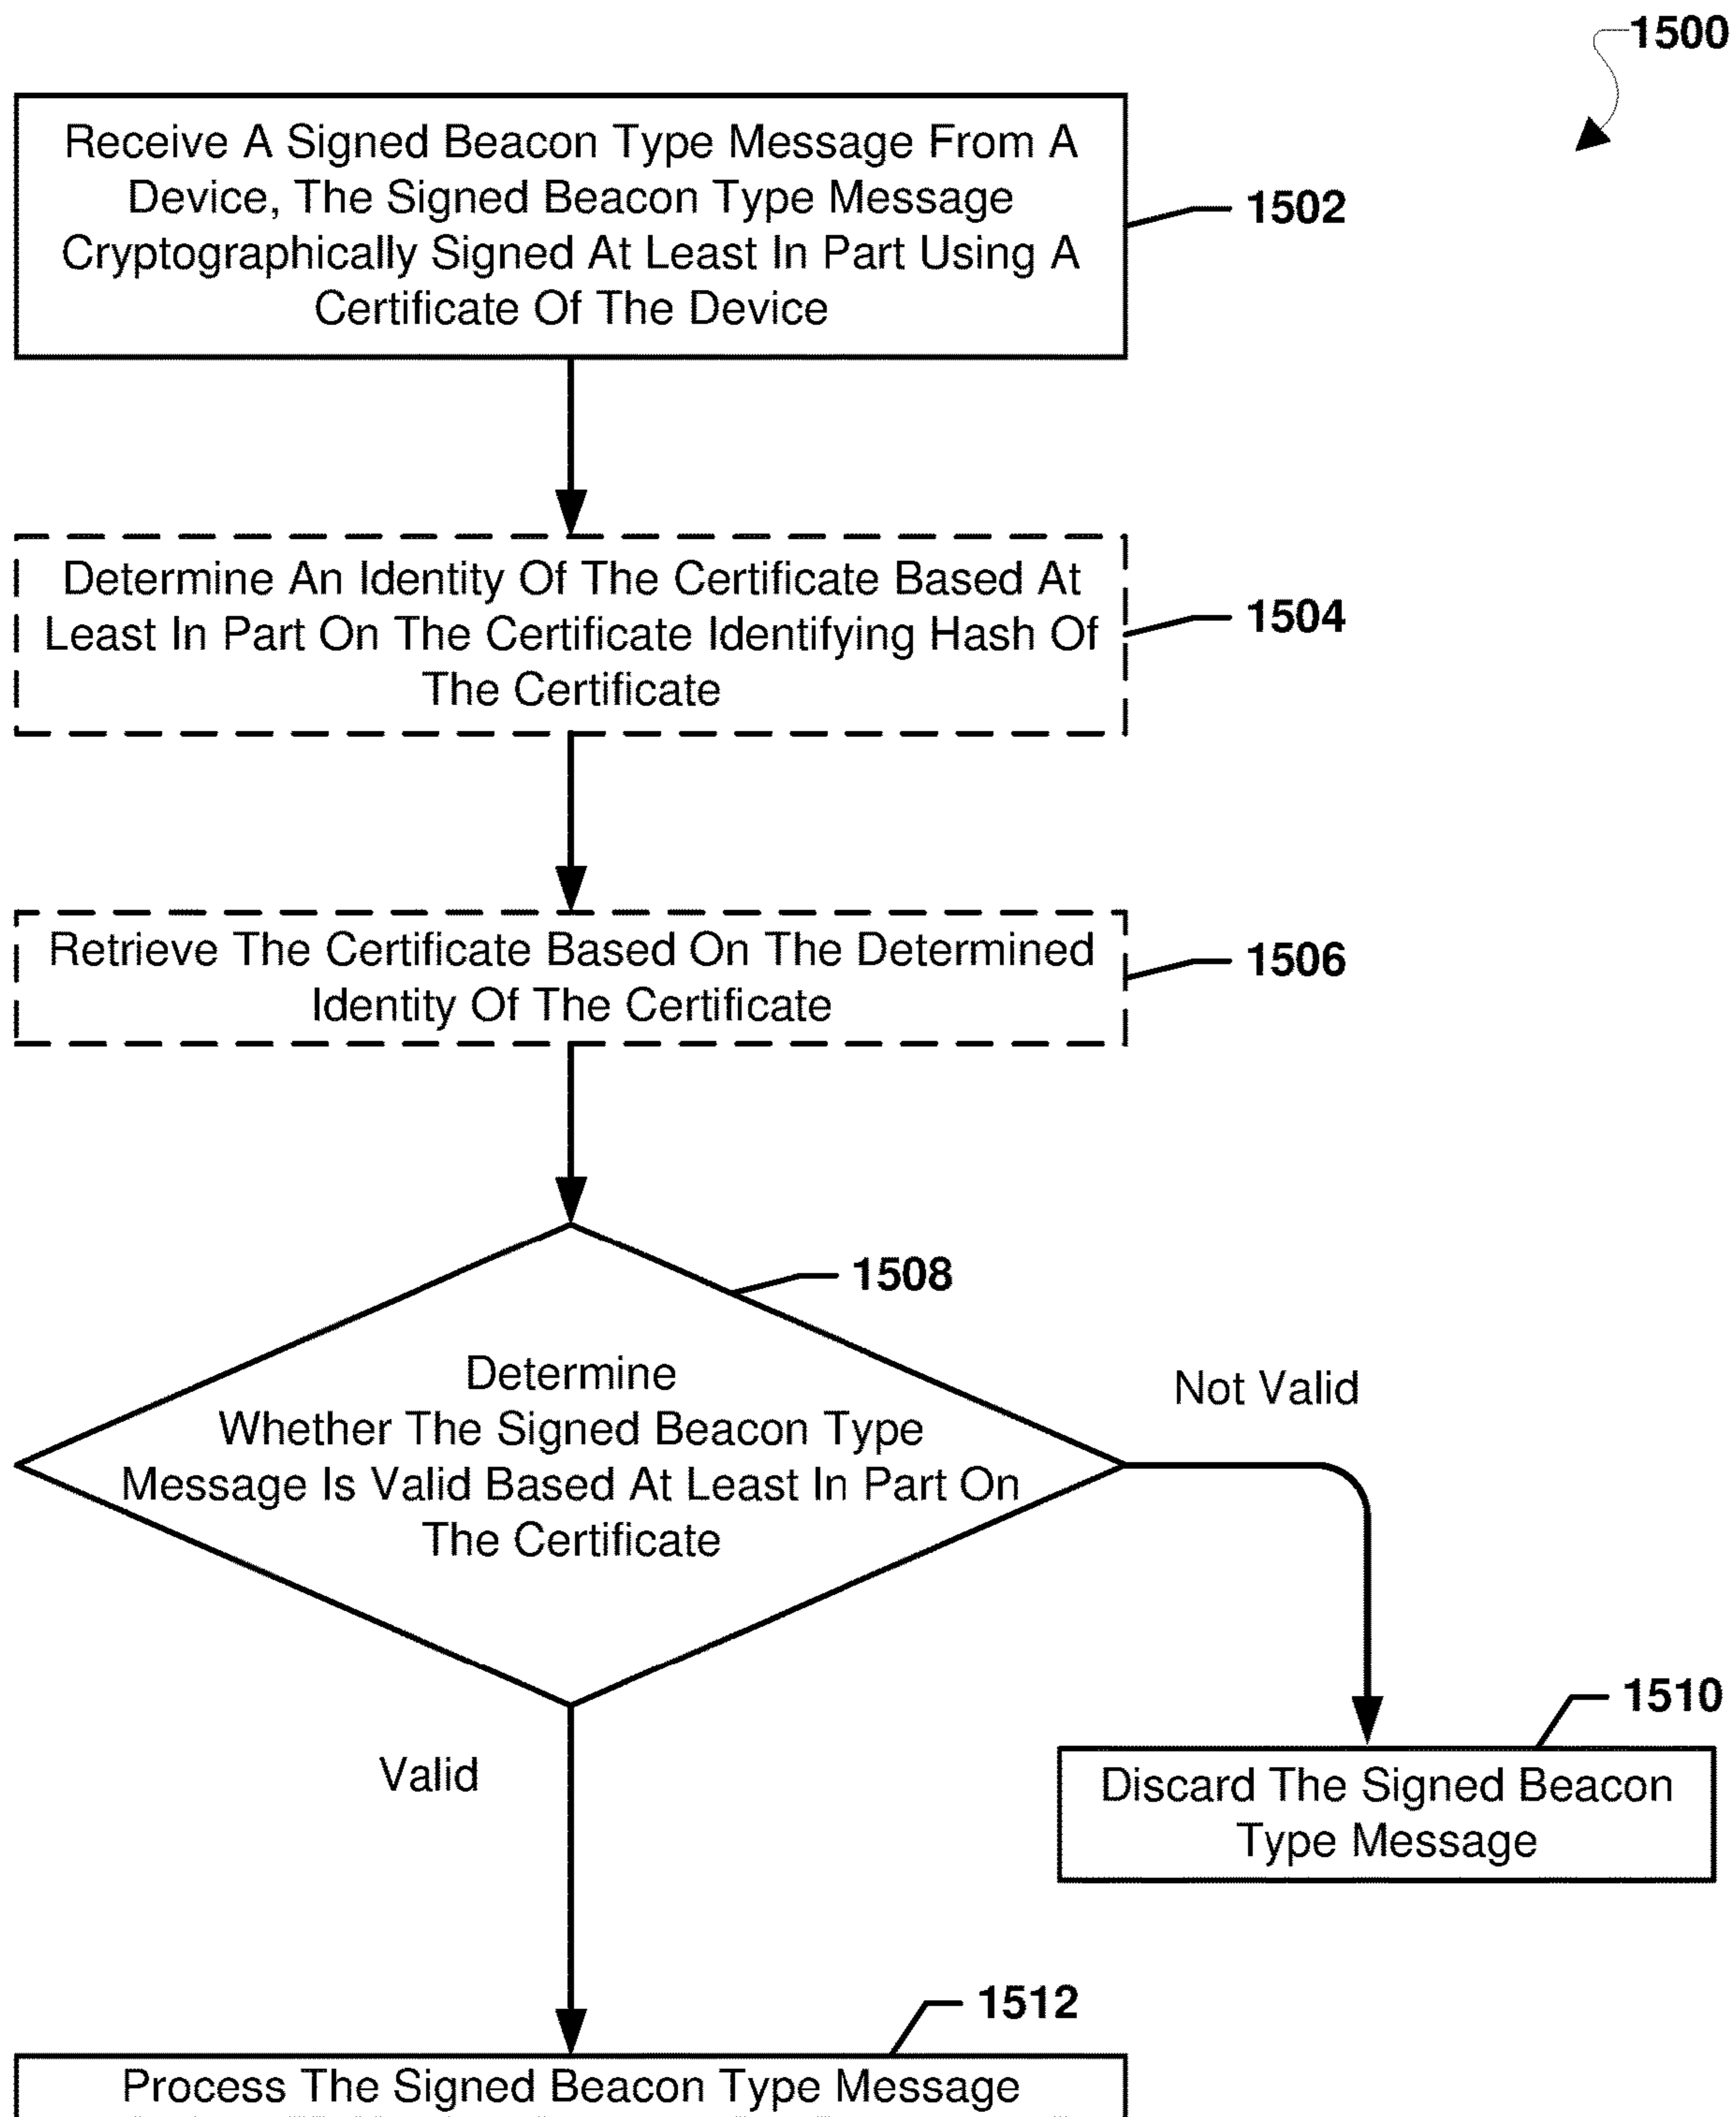 1500
Receive A Signed Beacon Type Message From A
Device, The Signed Beacon Type Message
Cryptographically Signed At Least In Part Using A
Certificate Of The Device
1502
Determine An Identity Of The Certificate Based At
Least In Part On The Certificate Identifying Hash Of
The Certificate
1504
Retrieve The Certificate Based On The Determined
Identity Of The Certificate
1506
1508
Determine
Whether The Signed Beacon Type
Message Is Valid Based At Least In Part On
The Certificate
Not Valid
Valid
1510
Discard The Signed Beacon
Type Message
1512
Process The Signed Beacon Type Message